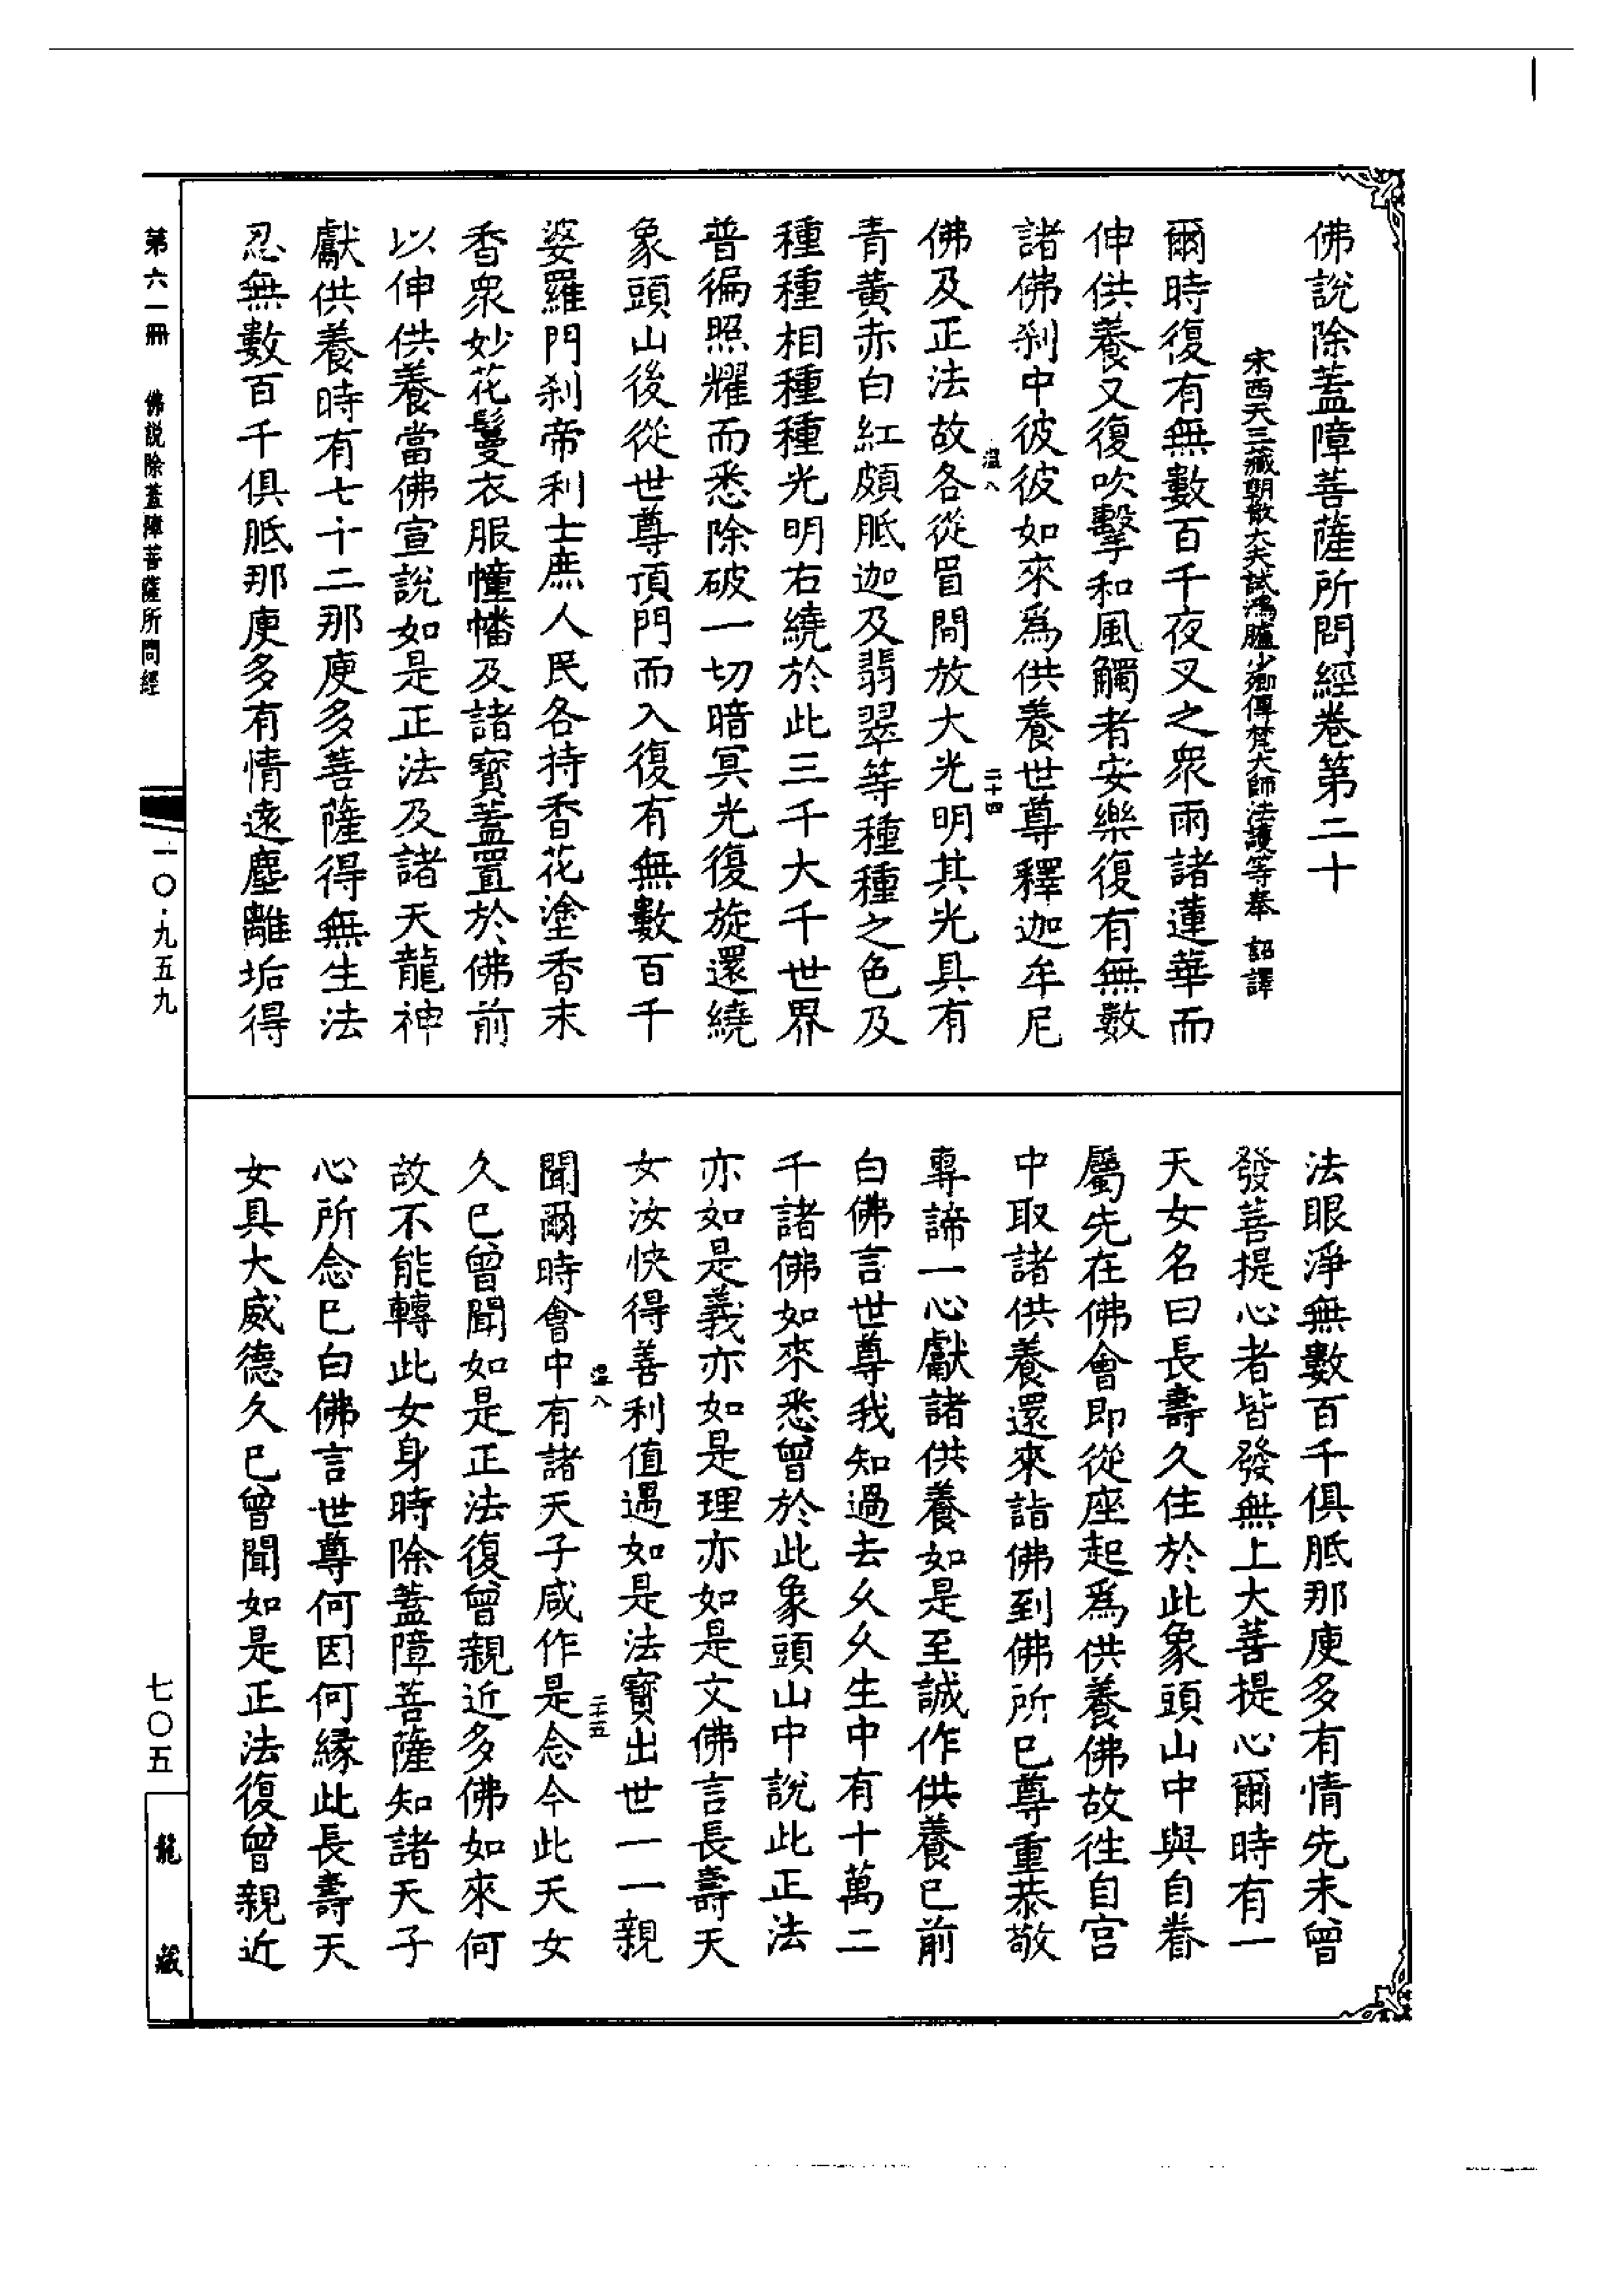 佛說除蓋障菩薩所問經卷第二十
宋西天三藏朝散大夫試鴻臚少卿傳梵大師法護等奉 詔譯
爾時復有無數百千夜叉之眾雨諸蓮華而
伸供養又復吹擊和風觸者安樂復有無數
諸佛刹中彼彼如來為供養世尊釋迦牟尼
溫八 二十四
佛及正法故各從眉間放大光明其光具有
青黃赤白紅頗胝迦及翡翠等種種之色及
種種相種種光明右繞於此三千大千世界
普徧照耀而悉除破一切暗冥光復旋還繞
象頭山後從世尊頂門而入復有無數百千
婆羅門刹帝利士庶人民各持香花塗香末
香眾妙花鬘衣服幢幡及諸寶蓋置於佛前
以伸供養當佛宣說如是正法及諸天龍神
獻供養時有七十二那庾多菩薩得無生法
忍無數百千俱胝那庾多有情遠塵離垢得
法眼淨無數百千俱胝那庾多有情先未曾
發菩提心者皆發無上大菩提心爾時有一
天女名曰長壽久住於此象頭山中與自眷
屬先在佛會即從座起為供養佛故徃自宮
中取諸供養還來詣佛到佛所已尊重恭敬
專諦一心獻諸供養如是至誠作供養已前
白佛言世尊我知過去乆乆生中有十萬二
千諸佛如來悉曾於此象頭山中說此正法
亦如是義亦如是理亦如是文佛言長壽天
女汝快得善利值遇如是法寶出世一一親
溫八 二十五
聞爾時會中有諸天子咸作是念今此天女
久已曾聞如是正法復曾親近多佛如來何
故不能轉此女身時除蓋障菩薩知諸天子
心所念已白佛言世尊何因何緣此長壽天
女具大威德久已曾聞如是正法復曾親近
第六一冊 佛說除蓋障菩薩所問經
一〇·九五九
七〇五
龍藏